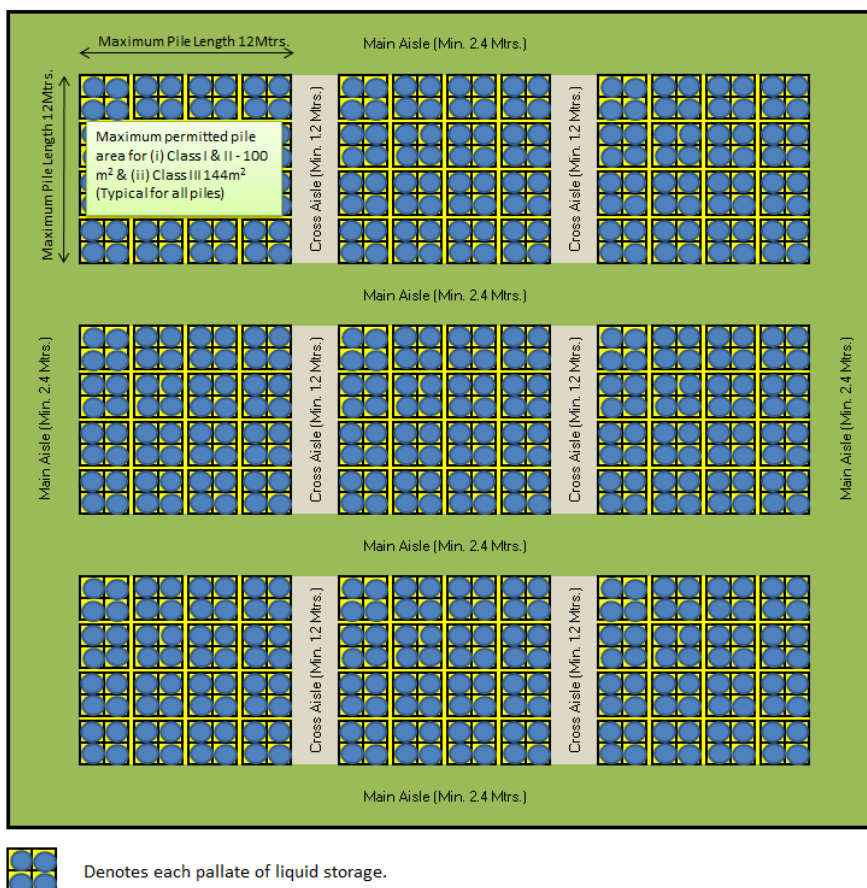 Maximum Pile Length 12Mtrs.
Main Aisle (Min. 2.4 Mtrs.)
Maximum Pile Length 12Mtrs.
Maximum permitted pile
area for (i) Class I & II - 100
m² & (ii) Class III 144m²
(Typical for all piles)
Cross Aisle (Min. 1.2 Mtrs.)
Cross Aisle (Min. 1.2 Mtrs.)
Main Aisle (Min. 2.4 Mtrs.)
Main Aisle (Min. 2.4 Mtrs.)
Cross Aisle (Min. 1.2 Mtrs.)
Cross Aisle (Min. 1.2 Mtrs.)
Main Aisle (Min. 2.4 Mtrs.)
Main Aisle (Min. 2.4 Mtrs.)
Cross Aisle (Min. 1.2 Mtrs.)
Cross Aisle (Min. 1.2 Mtrs.)
Main Aisle (Min. 2.4 Mtrs.)
Denotes each pallate of liquid storage.